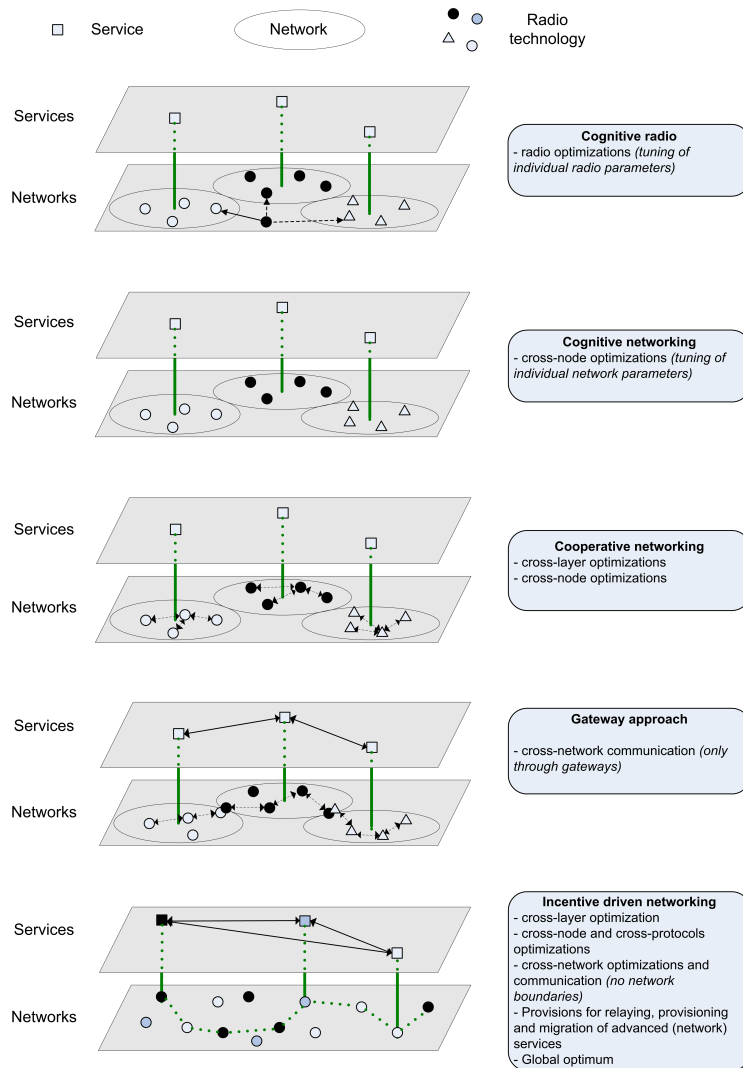 Service
Network
Radio
technology
Services
Networks
Cognitive radio
- radio optimizations (tuning of
individual radio parameters)
Services
Networks
Cognitive networking
- cross-node optimizations (tuning of
individual network parameters)
Services
Networks
Cooperative networking
- cross-layer optimizations
- cross-node optimizations
Services
Networks
Gateway approach
- cross-network communication (only
through gateways)
Services
Networks
Incentive driven networking
- cross-layer optimization
- cross-node and cross-protocols
optimizations
- cross-network optimizations and
communication (no network
boundaries)
- Provisions for relaying, provisioning
and migration of advanced (network)
services
- Global optimum